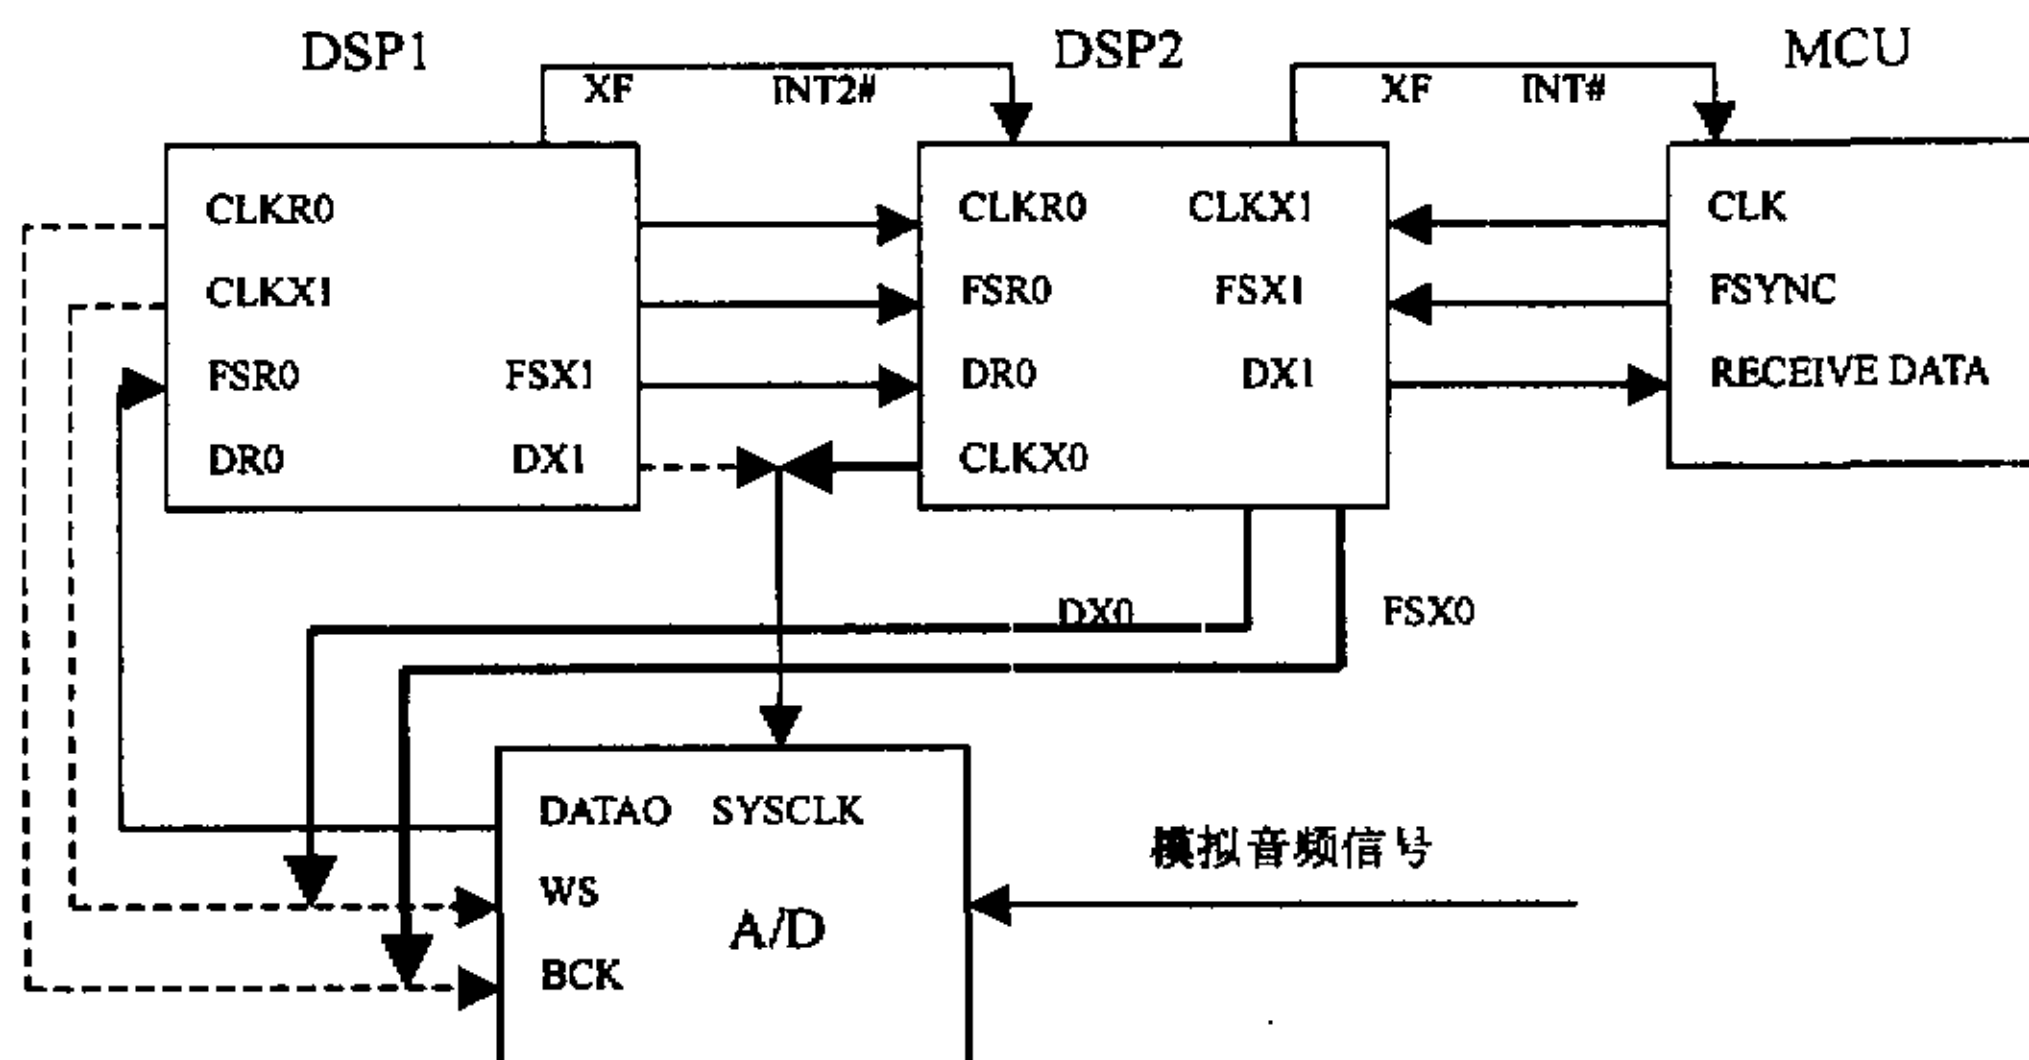 DSP1
DSP2
MCU
XF
INT2#
XF
INT#
CLKR0
CLKX1
FSR0
FSX1
DR0
DX1
CLKR0
CLKX1
FSR0
FSX1
DR0
DX1
CLKX0
CLK
FSYNC
RECEIVE DATA
DX0
FSX0
DATAO
SYSCLK
WS
A/D
BCK
模拟音频信号